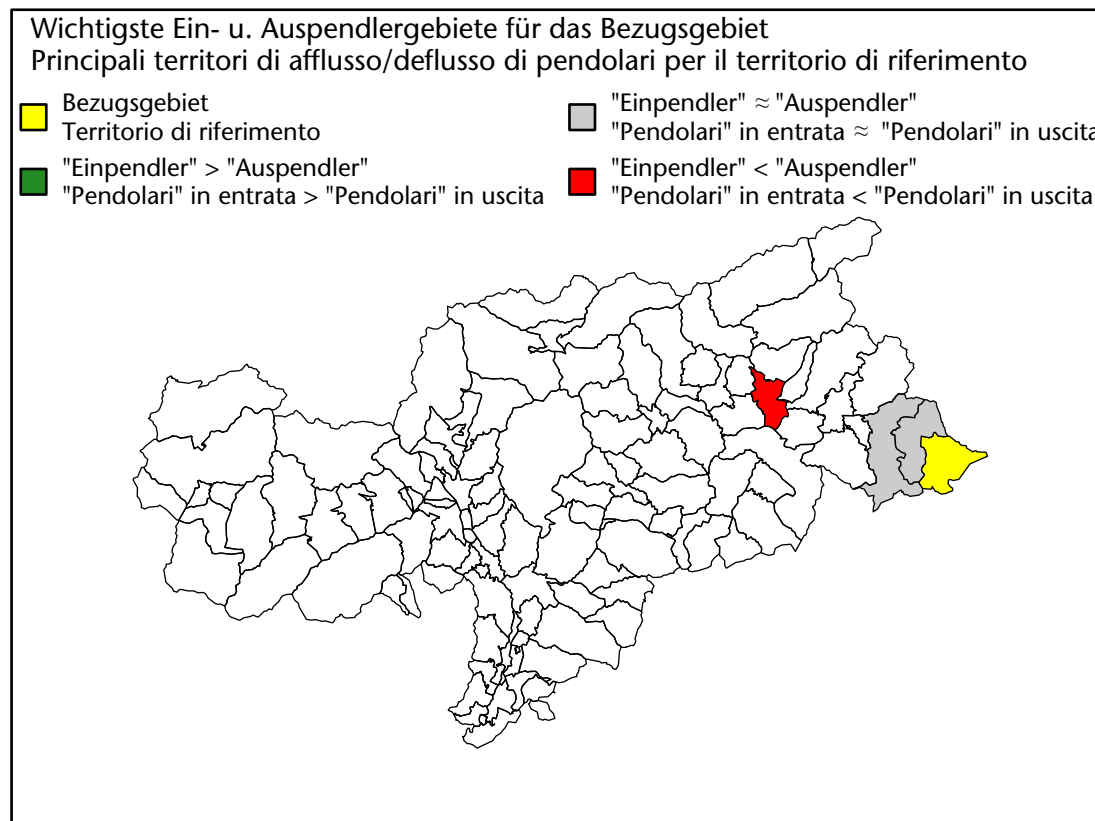 Wichtigste Ein- u. Auspendlergebiete für das Bezugsgebiet
Principali territori di afflusso/deflusso di pendolari per il territorio di riferimento
Bezugsgebiet
Territorio di riferimento
"Einpendler" > "Auspendler"
"Pendolari" in entrata > "Pendolari" in uscita
"Einpendler" ≈ "Auspendler"
"Pendolari" in entrata ≈ "Pendolari" in uscita
"Einpendler" < "Auspendler"
"Pendolari" in entrata < "Pendolari" in uscita